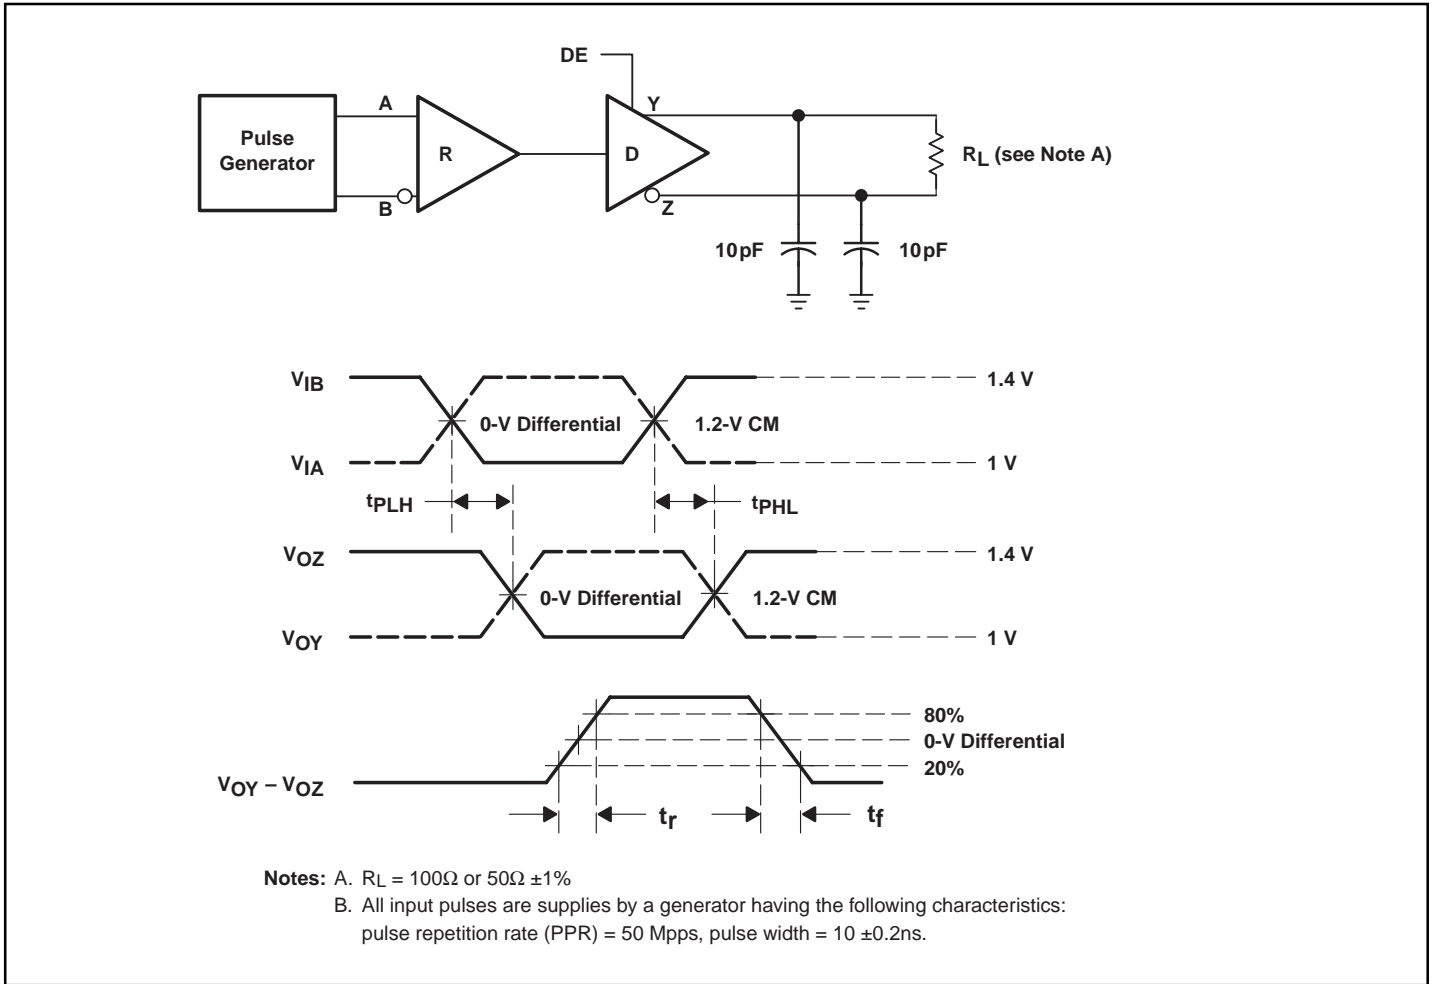 DE
A
Y
Pulse
Generator
R
D
RL (see Note A)
B
Z
10pF
10pF
VIB
1.4 V
0-V Differential
1.2-V CM
VIA
1 V
tPLH
tPHL
VOZ
1.4 V
0-V Differential
1.2-V CM
VOY
1 V
80%
0-V Differential
20%
VOY – VOZ
tr
tf
Notes: A. RL = 100Ω or 50Ω ±1%
B. All input pulses are supplies by a generator having the following characteristics:
pulse repetition rate (PPR) = 50 Mpps, pulse width = 10 ±0.2ns.